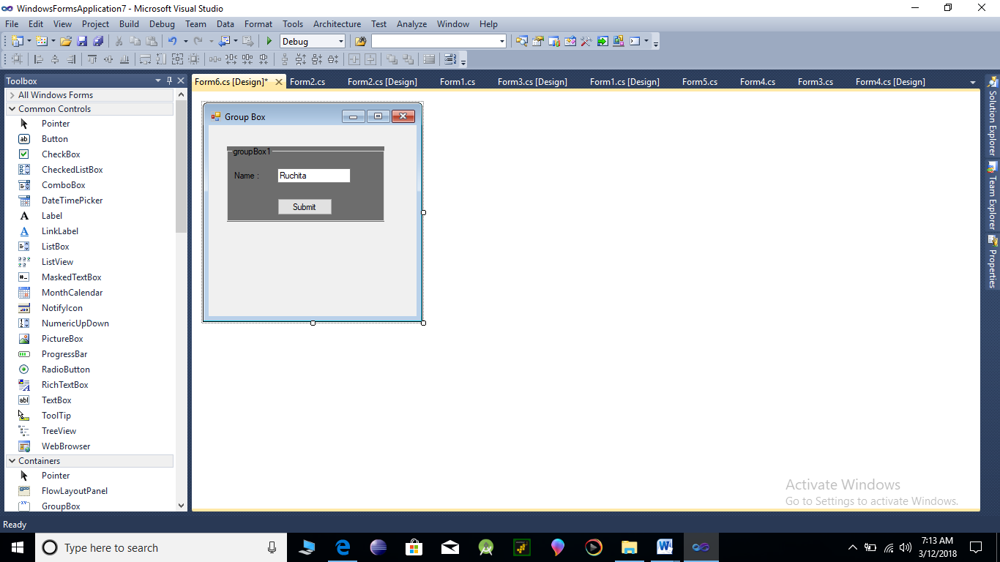 WindowsFormsApplication7 - Microsoft Visual Studio
File Edit View Project Build Debug Team Data Format Tools Architecture Test Analyze Window Help
Debug
Toolbox
Form6.cs [Design]* Form2.cs Form2.cs [Design] Form1.cs Form3.cs [Design] Form1.cs [Design] Form5.cs Form4.cs Form3.cs Form4.cs [Design]
All Windows Forms
Common Controls
Pointer
Button
CheckBox
CheckedListBox
ComboBox
DateTimePicker
Label
LinkLabel
ListBox
ListView
MaskedTextBox
MonthCalendar
NotifyIcon
NumericUpDown
PictureBox
ProgressBar
RadioButton
RichTextBox
TextBox
ToolTip
TreeView
WebBrowser
Containers
Pointer
FlowLayoutPanel
GroupBox
Group Box
groupBox1
Name : Ruchita
Submit
Solution Explorer
Team Explorer
Properties
Activate Windows
Go to Settings to activate Windows.
Ready
Type here to search
7:13 AM
3/12/2018